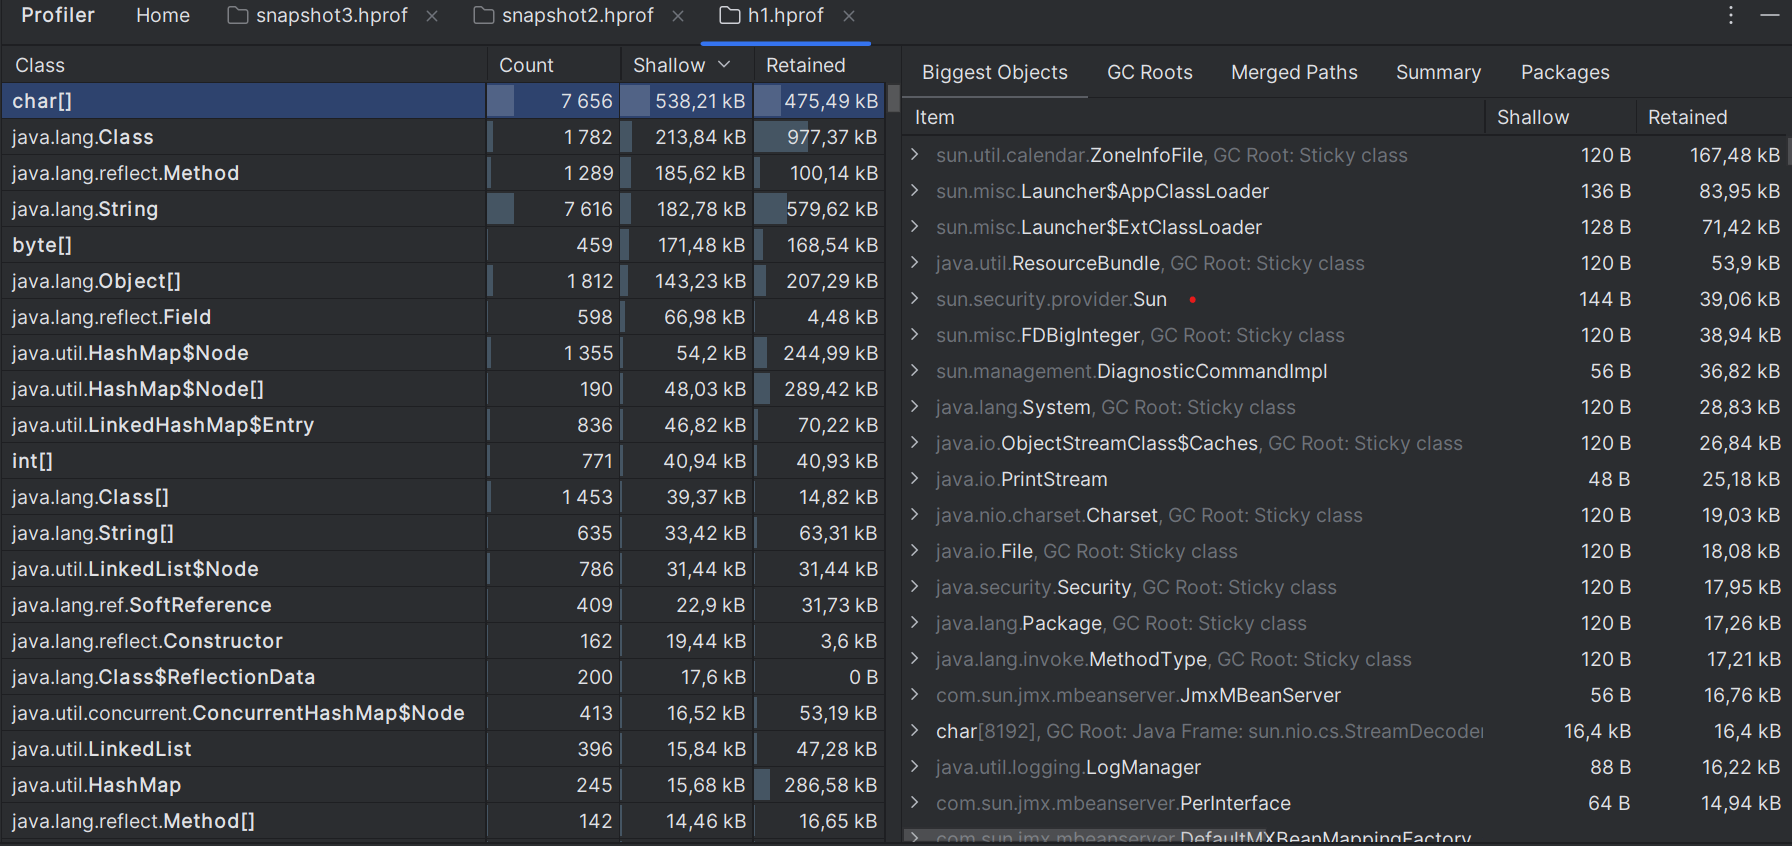 Profiler Home snapshot3.hprof snapshot2.hprof h1.hprof
Class Count Shallow Retained
char[] 7 656 538,21 kB 475,49 kB
java.lang.Class 1 782 213,84 kB 977,37 kB
java.lang.reflect.Method 1 289 185,62 kB 100,14 kB
java.lang.String 7 616 182,78 kB 579,62 kB
byte[] 459 171,48 kB 168,54 kB
java.lang.Object[] 1 812 143,23 kB 207,29 kB
java.lang.reflect.Field 598 66,98 kB 4,48 kB
java.util.HashMap$Node 1 355 54,2 kB 244,99 kB
java.util.HashMap$Node[] 190 48,03 kB 289,42 kB
java.util.LinkedHashMap$Entry 836 46,82 kB 70,22 kB
int[] 771 40,94 kB 40,93 kB
java.lang.Class[] 1 453 39,37 kB 14,82 kB
java.lang.String[] 635 33,42 kB 63,31 kB
java.util.LinkedList$Node 786 31,44 kB 31,44 kB
java.lang.ref.SoftReference 409 22,9 kB 31,73 kB
java.lang.reflect.Constructor 162 19,44 kB 3,6 kB
java.lang.Class$ReflectionData 200 17,6 kB 0 B
java.util.concurrent.ConcurrentHashMap$Node 413 16,52 kB 53,19 kB
java.util.LinkedList 396 15,84 kB 47,28 kB
java.util.HashMap 245 15,68 kB 286,58 kB
java.lang.reflect.Method[] 142 14,46 kB 16,65 kB
Biggest Objects GC Roots Merged Paths Summary Packages
Item Shallow Retained
sun.util.calendar.ZoneInfoFile, GC Root: Sticky class 120 B 167,48 kB
sun.misc.Launcher$AppClassLoader 136 B 83,95 kB
sun.misc.Launcher$ExtClassLoader 128 B 71,42 kB
java.util.ResourceBundle, GC Root: Sticky class 120 B 53,9 kB
sun.security.provider.Sun 144 B 39,06 kB
sun.misc.FDBigInteger, GC Root: Sticky class 120 B 38,94 kB
sun.management.DiagnosticCommandImpl 56 B 36,82 kB
java.lang.System, GC Root: Sticky class 120 B 28,83 kB
java.io.ObjectStreamClass$Caches, GC Root: Sticky class 120 B 26,84 kB
java.io.PrintStream 48 B 25,18 kB
java.nio.charset.Charset, GC Root: Sticky class 120 B 19,03 kB
java.io.File, GC Root: Sticky class 120 B 18,08 kB
java.security.Security, GC Root: Sticky class 120 B 17,95 kB
java.lang.Package, GC Root: Sticky class 120 B 17,26 kB
java.lang.invoke.MethodType, GC Root: Sticky class 120 B 17,21 kB
com.sun.jmx.mbeanserver.JmxMBeanServer 56 B 16,76 kB
char[8192], GC Root: Java Frame: sun.nio.cs.StreamDecoder 16,4 kB 16,4 kB
java.util.logging.LogManager 88 B 16,22 kB
com.sun.jmx.mbeanserver.PerInterface 64 B 14,94 kB
com.sun.jmx.mbeanserver.DefaultMXBeanMappingFactory